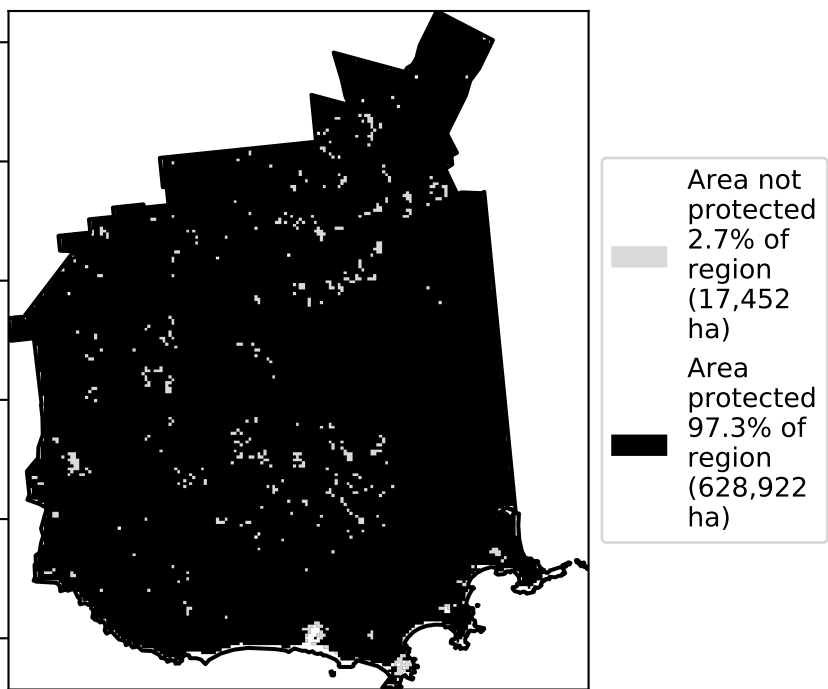 Area not
protected
2.7% of
region
(17,452
ha)
Area
protected
97.3% of
region
(628,922
ha)